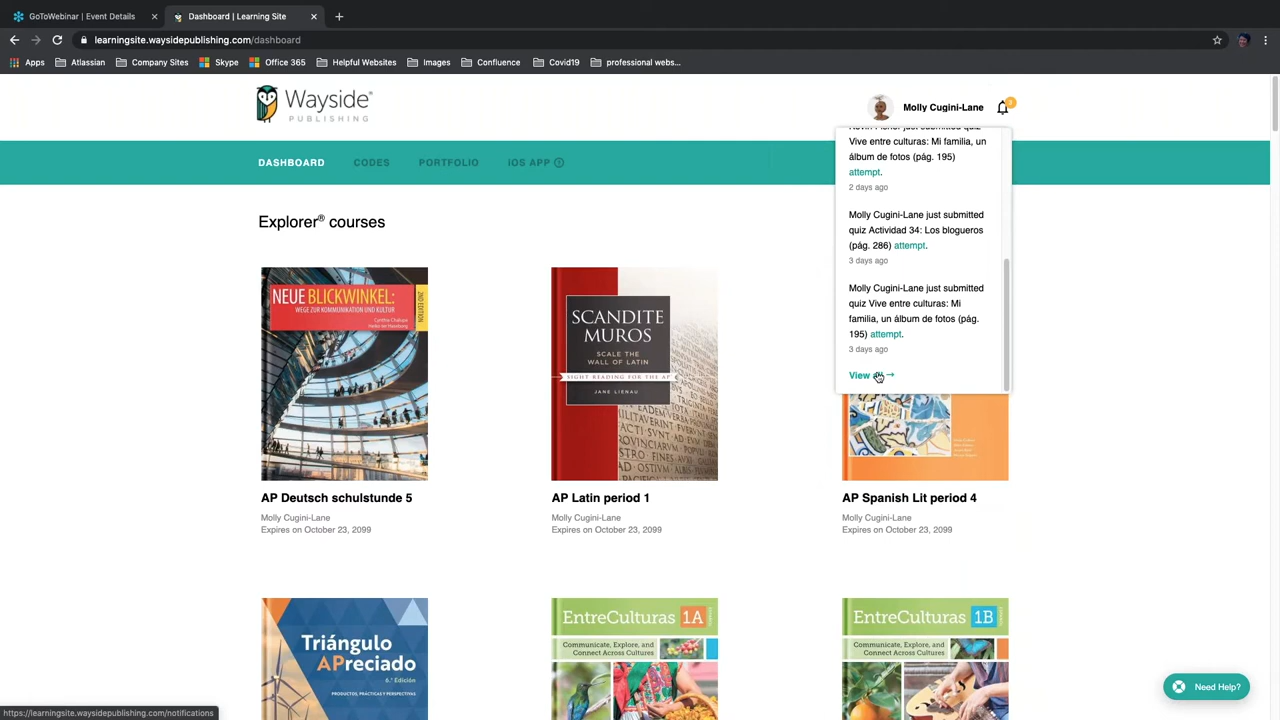 GoToWebinar | Event Details
Dashboard | Learning Site
learningsite.waysidepublishing.com/dashboard
Apps
Atlassian
Company Sites
Skype
Office 365
Helpful Websites
Images
Confluence
Covid19
professional webs...
Wayside
PUBLISHING
Molly Cugini-Lane
DASHBOARD
CODES
PORTFOLIO
iOS APP
Vive entre culturas: Mi familia, un
álbum de fotos (pág. 195)
attempt.
2 days ago
Molly Cugini-Lane just submitted
quiz Actividad 34: Los blogueros
(pág. 286) attempt.
3 days ago
Molly Cugini-Lane just submitted
quiz Vive entre culturas: Mi
familia, un álbum de fotos (pág.
195) attempt.
3 days ago
View all →
Explorer® courses
NEUE BLICKWINKEL:
WEGE ZUR KOMMUNIKATION UND KULTUR
2ND EDITION
SCANDITE
MUROS
SCALE THE
WALL OF LATIN
SIGHT READING FOR THE AP
JANE LIENAU
AP Deutsch schulstunde 5
Molly Cugini-Lane
Expires on October 23, 2099
AP Latin period 1
Molly Cugini-Lane
Expires on October 23, 2099
AP Spanish Lit period 4
Molly Cugini-Lane
Expires on October 23, 2099
Triángulo
APreciado
6.ª Edición
PRODUCTOS, PRÁCTICAS Y PERSPECTIVAS
EntreCulturas 1A
Communicate, Explore, and
Connect Across Cultures
EntreCulturas 1B
Communicate, Explore, and
Connect Across Cultures
Need Help?
https://learningsite.waysidepublishing.com/notifications